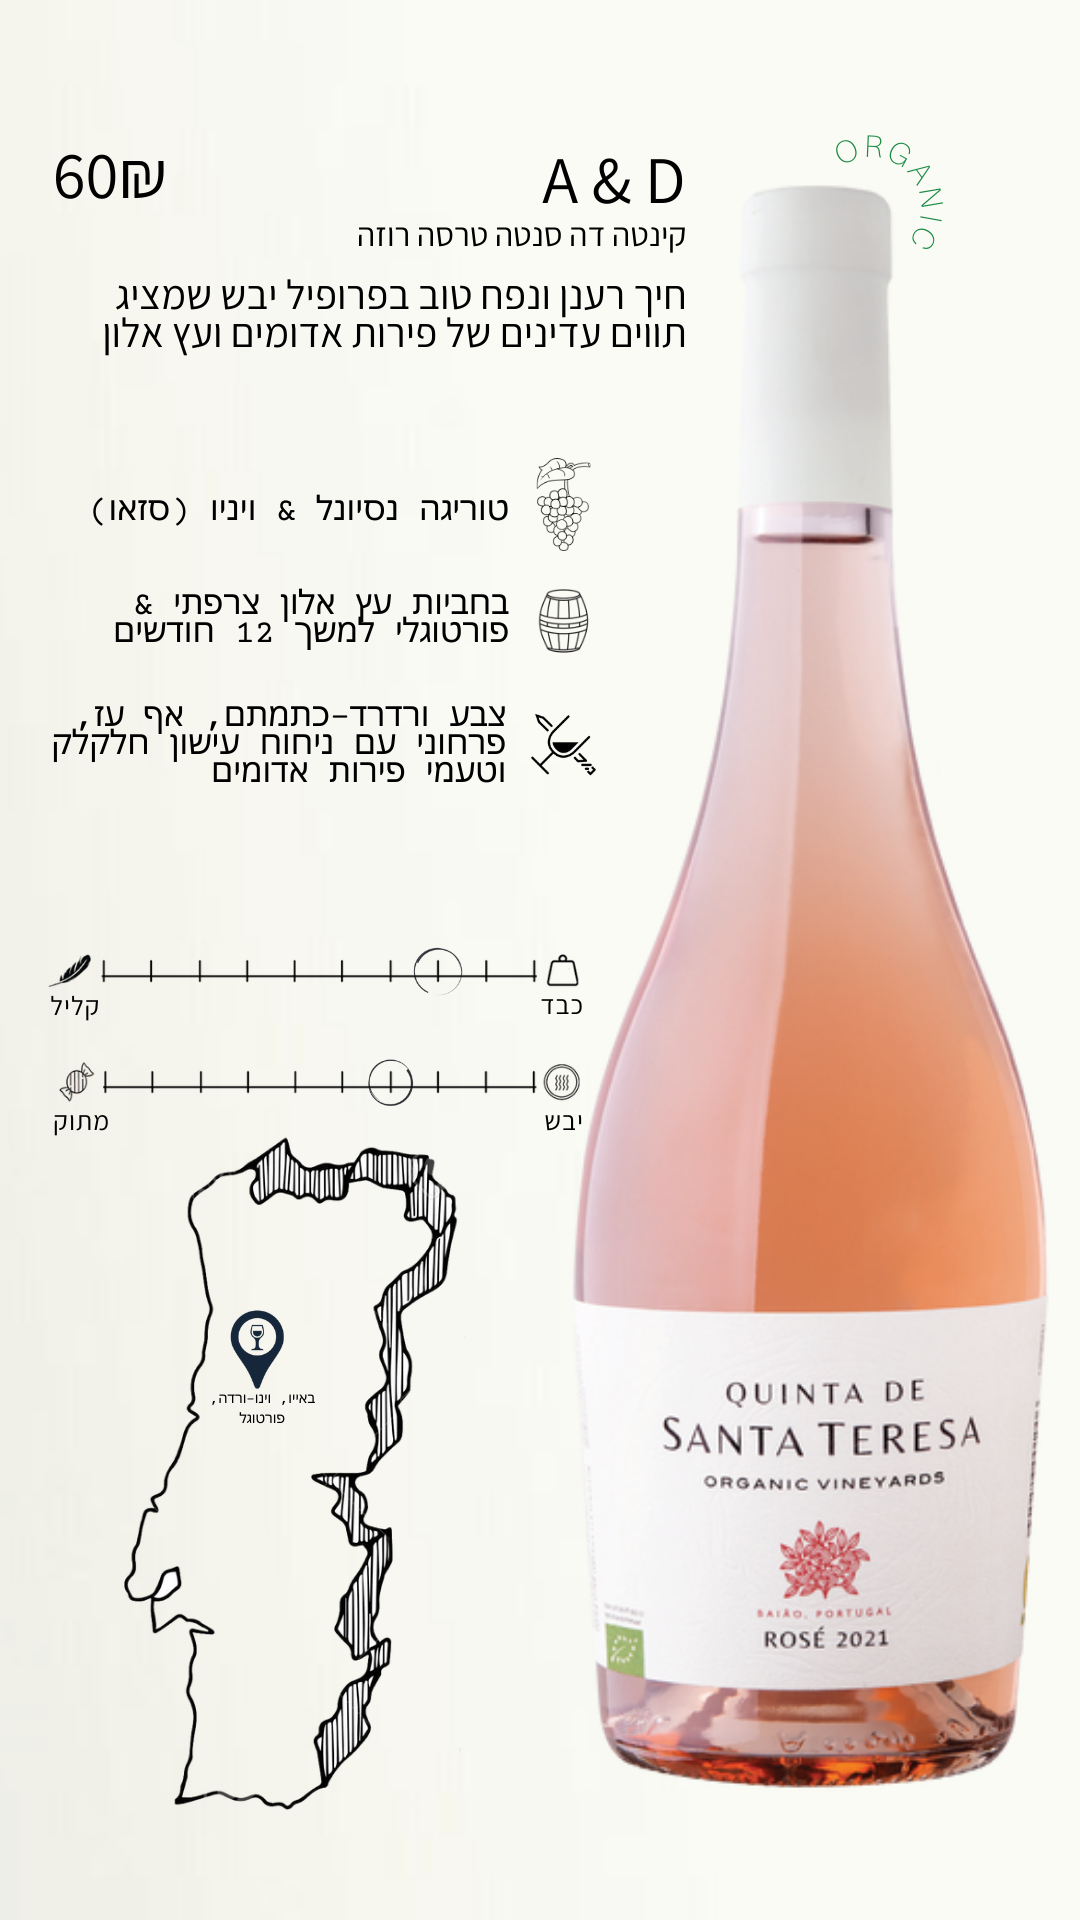 ORGANIC
A & D
60₪
קינטה דה סנטה טרסה רוזה
חיך רענן ונפח טוב בפרופיל יבש שמציג
תווים עדינים של פירות אדומים ועץ אלון
טוריגה נסיונל & ויניו (סזאו)
בחביות עץ אלון צרפתי &
פורטוגלי למשך 12 חודשים
צבע ורדרד-כתמתם, אף עז,
פרחוני עם ניחוח עישון חלקלק
וטעמי פירות אדומים
כבד
קליל
יבש
מתוק
באייו, וינו-ורדה,
פורטוגל
QUINTA DE
SANTA TERESA
ORGANIC VINEYARDS
BAIÃO, PORTUGAL
ROSÉ 2021